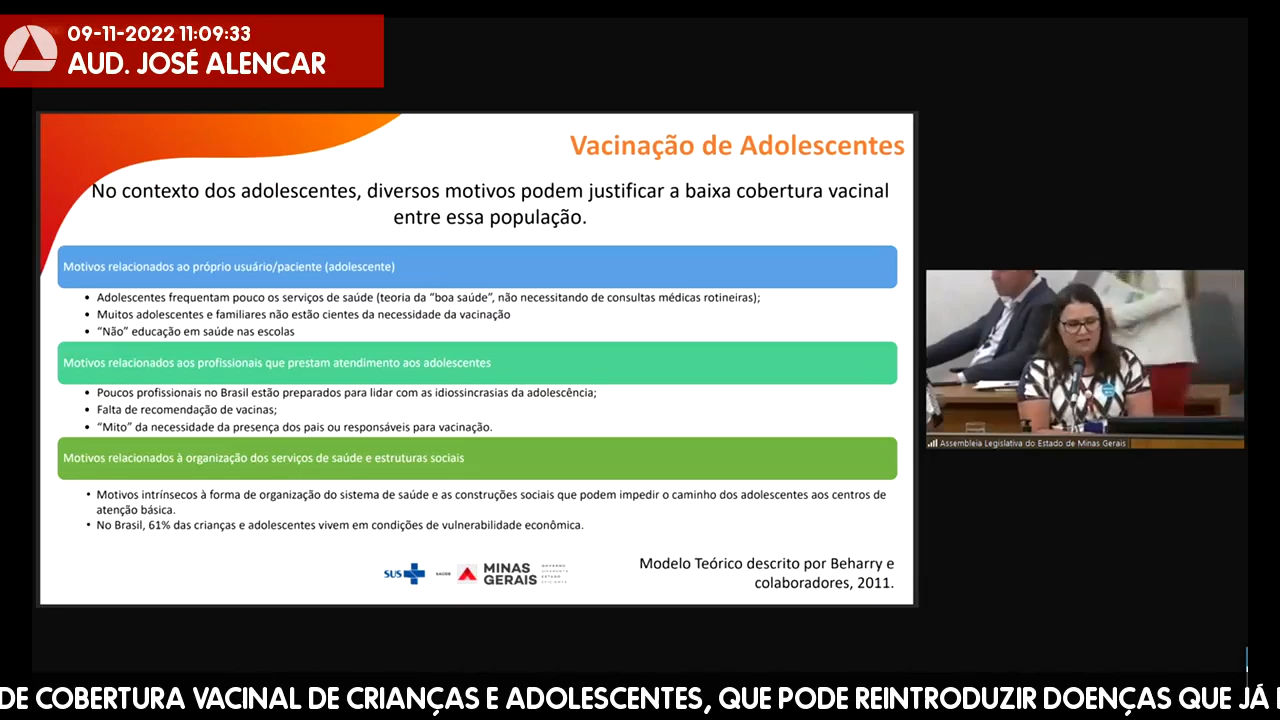 09-11-2022 11:09:33
AUD. JOSÉ ALENCAR
Vacinação de Adolescentes
No contexto dos adolescentes, diversos motivos podem justificar a baixa cobertura vacinal
entre essa população.
Motivos relacionados ao próprio usuário/paciente (adolescente)
• Adolescentes frequentam pouco os serviços de saúde (teoria da “boa saúde”, não necessitando de consultas médicas rotineiras);
• Muitos adolescentes e familiares não estão cientes da necessidade da vacinação
• “Não” educação em saúde nas escolas
Motivos relacionados aos profissionais que prestam atendimento aos adolescentes
• Poucos profissionais no Brasil estão preparados para lidar com as idiossincrasias da adolescência;
• Falta de recomendação de vacinas;
• “Mito” da necessidade da presença dos pais ou responsáveis para vacinação.
Motivos relacionados à organização dos serviços de saúde e estruturas sociais
• Motivos intrínsecos à forma de organização do sistema de saúde e as construções sociais que podem impedir o caminho dos adolescentes aos centros de
atenção básica.
• No Brasil, 61% das crianças e adolescentes vivem em condições de vulnerabilidade econômica.
SUS
SAÚDE
MINAS
GERAIS
GOVERNO
DIFERENTE
ESTADO
EFICIENTE
Modelo Teórico descrito por Beharry e
colaboradores, 2011.
Assembleia Legislativa do Estado de Minas Gerais
DE COBERTURA VACINAL DE CRIANÇAS E ADOLESCENTES, QUE PODE REINTRODUZIR DOENÇAS QUE JÁ